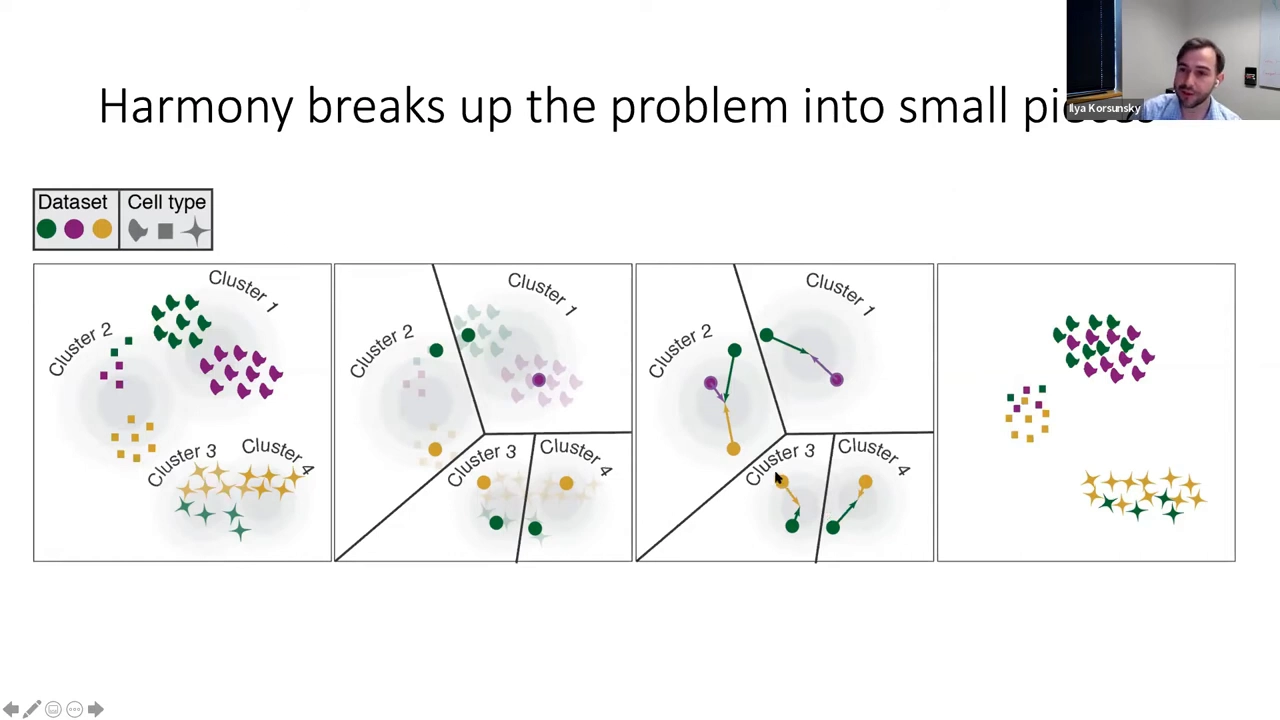 Harmony breaks up the problem into small
Ilya Korsunsky
Dataset
Cell type
Cluster 1
Cluster 2
Cluster 3
Cluster 4
Cluster 1
Cluster 2
Cluster 3
Cluster 4
Cluster 1
Cluster 2
Cluster 3
Cluster 4